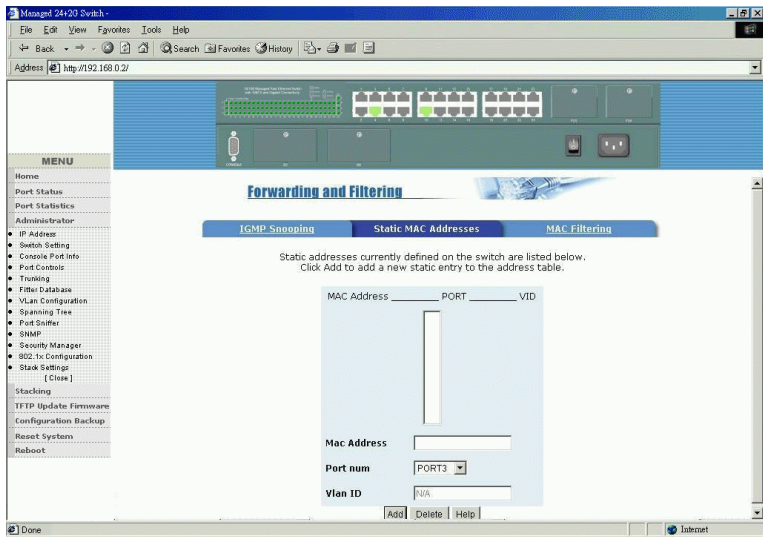 Managed 24+2G Switch -
File Edit View Favorites Tools Help
Back Search Favorites History
Address http://192.168.0.2/
MENU
Home
Port Status
Port Statistics
Administrator
IP Address
Switch Setting
Console Port Info
Port Controls
Trunking
Filter Database
VLan Configuration
Spanning Tree
Port Sniffer
SNMP
Security Manager
802.1x Configuration
Stack Settings
[ Close ]
Stacking
TFTP Update Firmware
Configuration Backup
Reset System
Reboot
Forwarding and Filtering
IGMP Snooping Static MAC Addresses MAC Filtering
Static addresses currently defined on the switch are listed below.
Click Add to add a new static entry to the address table.
MAC Address _________ PORT _________ VID
Mac Address
Port num PORT3
Vlan ID N/A
Add Delete Help
Done Internet